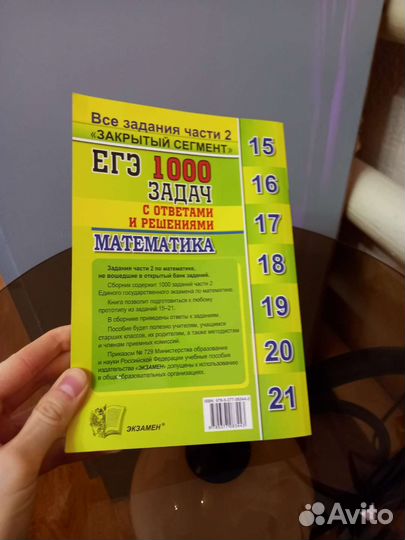 Все задания части 2
«ЗАКРЫТЫЙ СЕГМЕНТ»
ЕГЭ 1000
ЗАДАЧ
С ОТВЕТАМИ
И РЕШЕНИЯМИ
МАТЕМАТИКА
Задания части 2 по математике,
не вошедшие в открытый банк заданий.
Сборник содержит 1000 заданий части 2
Единого государственного экзамена по математике.
Книга позволит подготовиться к любому
прототипу из заданий 15–21.
В сборнике приведены ответы к заданиям.
Пособие будет полезно учителям, учащимся
старших классов, их родителям, а также методистам
и членам приемных комиссий.
Приказом № 729 Министерства образования
и науки Российской Федерации учебные пособия
издательства «ЭКЗАМЕН» допущены к использованию
в общеобразовательных организациях.
ЭКЗАМЕН®
15
16
17
18
19
20
21
Avito